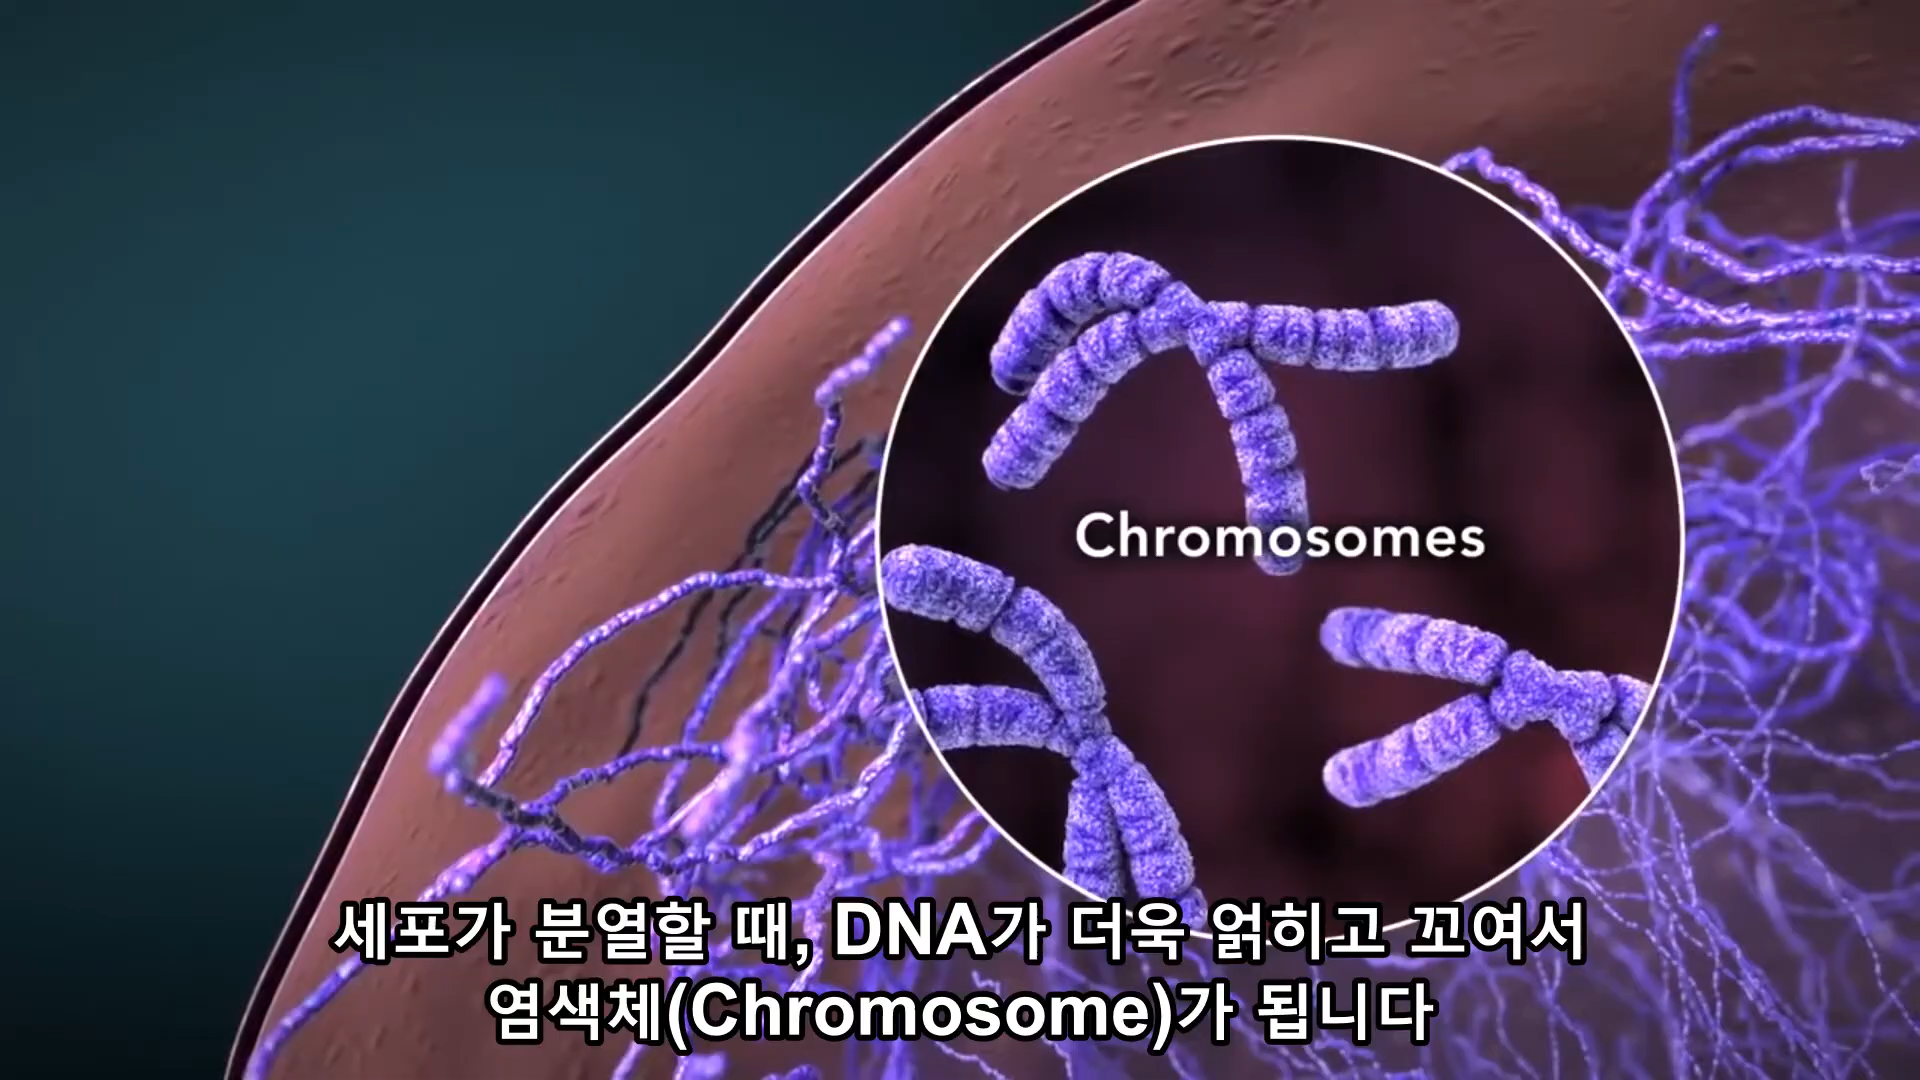 Chromosomes
세포가 분열할 때, DNA가 더욱 얽히고 꼬여서
염색체(Chromosome)가 됩니다